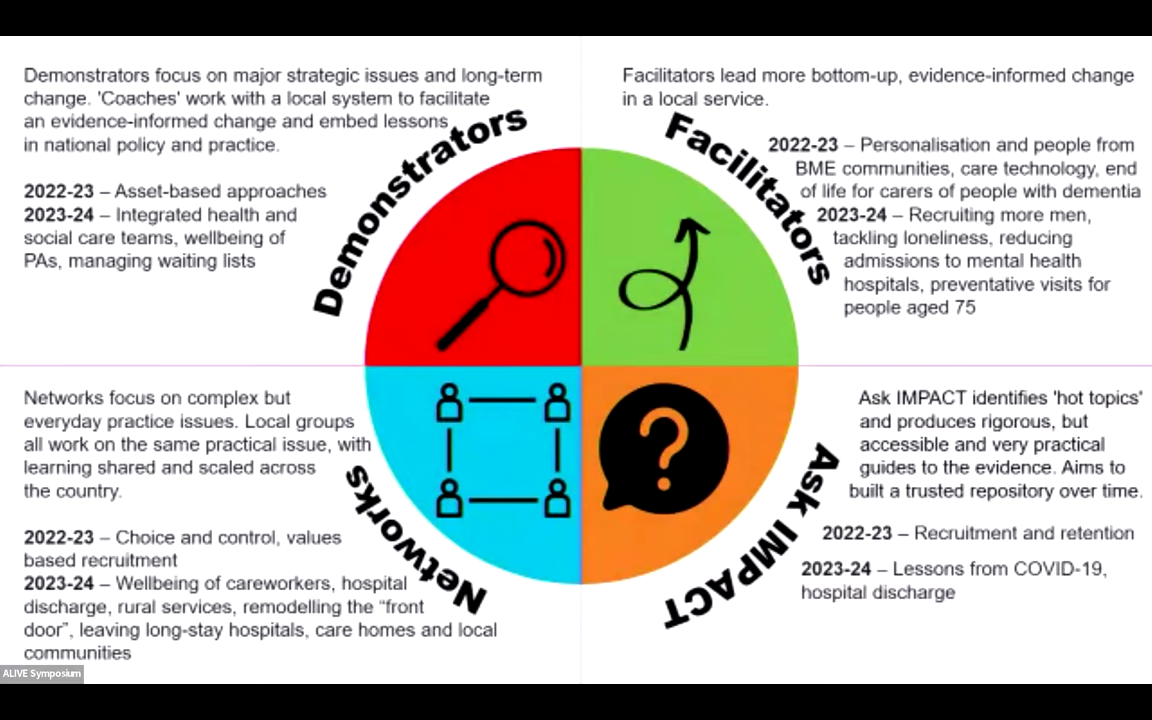 Demonstrators focus on major strategic issues and long-term
change. 'Coaches' work with a local system to facilitate
an evidence-informed change and embed lessons
in national policy and practice.
2022-23 – Asset-based approaches
2023-24 – Integrated health and
social care teams, wellbeing of
PAs, managing waiting lists
Demonstrators
Facilitators lead more bottom-up, evidence-informed change
in a local service.
2022-23 – Personalisation and people from
BME communities, care technology, end
of life for carers of people with dementia
2023-24 – Recruiting more men,
tackling loneliness, reducing
admissions to mental health
hospitals, preventative visits for
people aged 75
Facilitators
Networks focus on complex but
everyday practice issues. Local groups
all work on the same practical issue, with
learning shared and scaled across
the country.
2022-23 – Choice and control, values
based recruitment
2023-24 – Wellbeing of careworkers, hospital
discharge, rural services, remodelling the “front
door”, leaving long-stay hospitals, care homes and local
communities
Networks
Ask IMPACT identifies 'hot topics'
and produces rigorous, but
accessible and very practical
guides to the evidence. Aims to
built a trusted repository over time.
2022-23 – Recruitment and retention
2023-24 – Lessons from COVID-19,
hospital discharge
Ask IMPACT
?
ALIVE Symposium